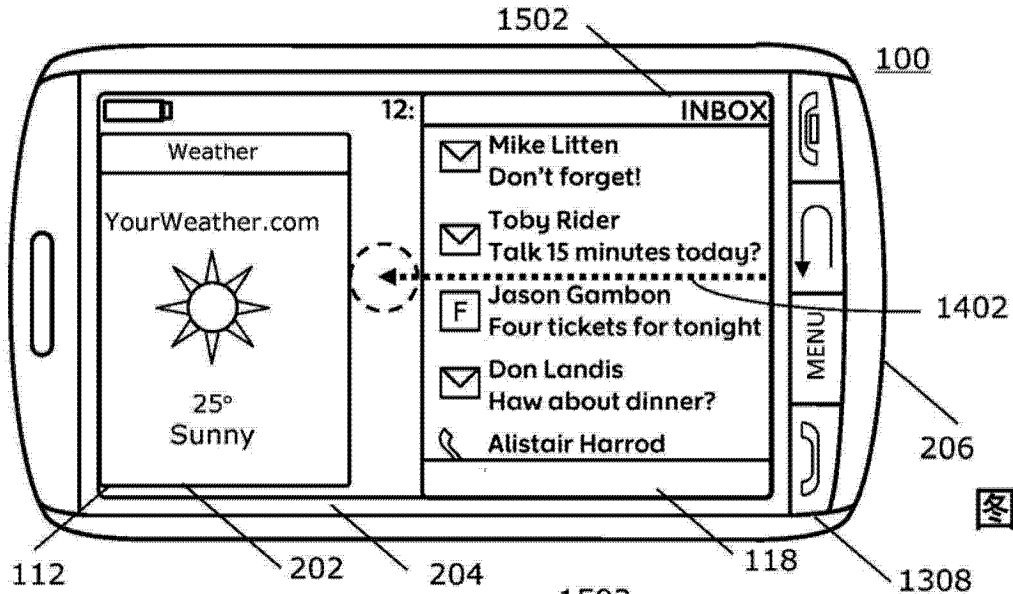 1502
100
12:
INBOX
Weather
Mike Litten
Don't forget!
YourWeather.com
Toby Rider
Talk 15 minutes today?
Jason Gambon
F
Four tickets for tonight
1402
MENU
Don Landis
Haw about dinner?
25°
Sunny
Alistair Harrod
206
图
112
202
204
118
1308